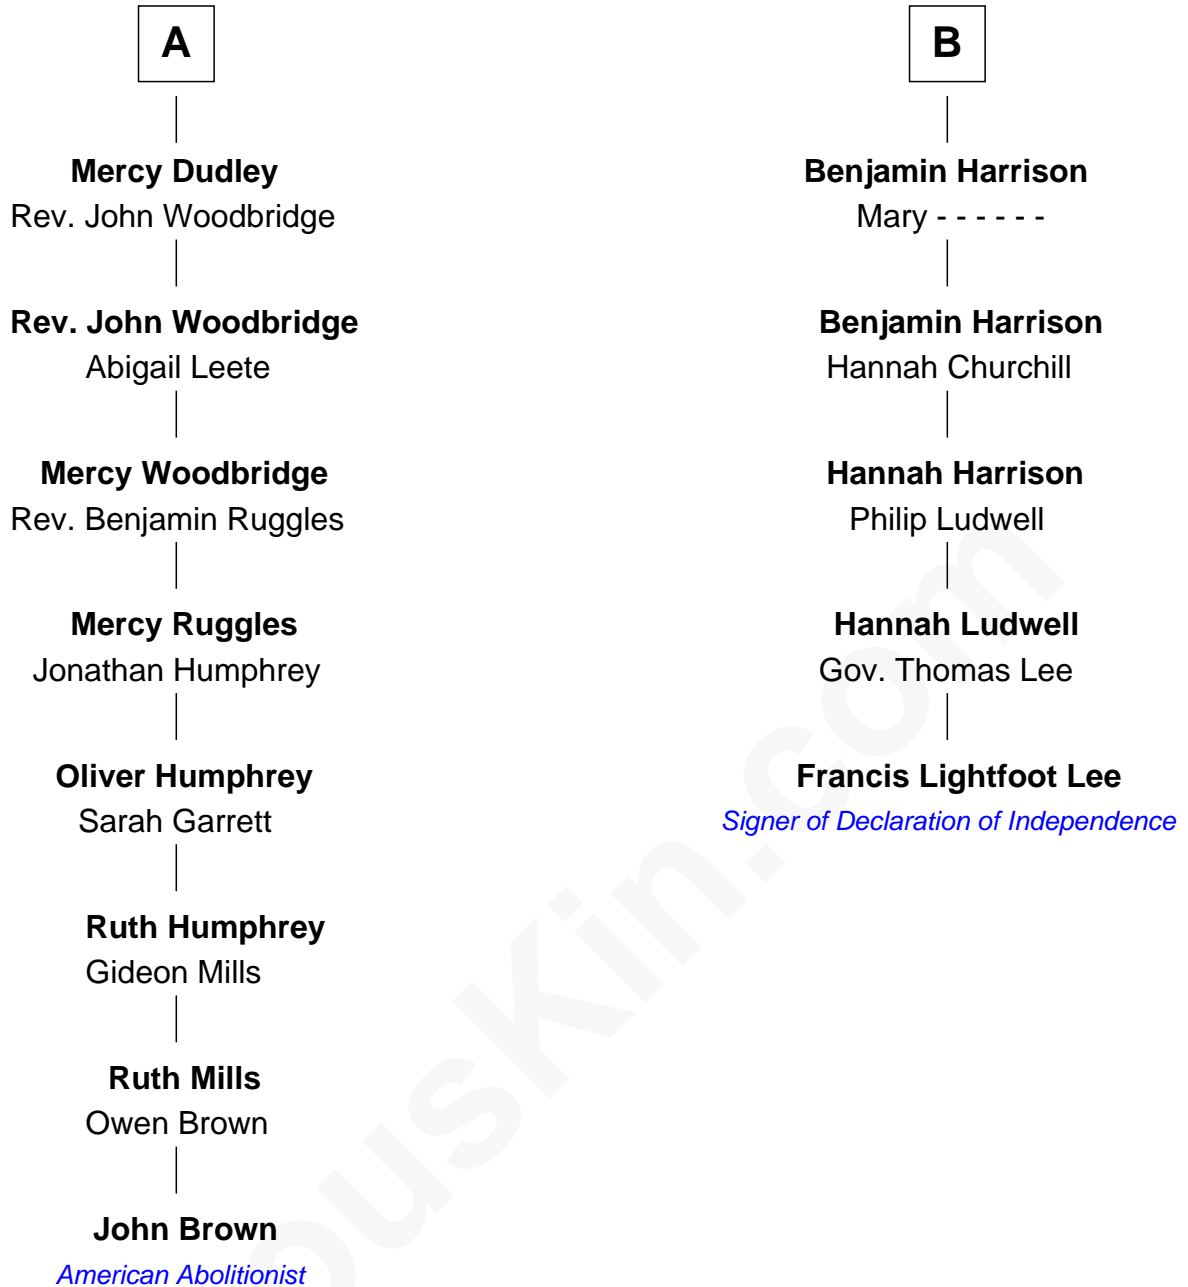 A
Mercy Dudley
Rev. John Woodbridge
Rev. John Woodbridge
Abigail Leete
Mercy Woodbridge
Rev. Benjamin Ruggles
Mercy Ruggles
Jonathan Humphrey
Oliver Humphrey
Sarah Garrett
Ruth Humphrey
Gideon Mills
Ruth Mills
Owen Brown
John Brown
American Abolitionist
B
Benjamin Harrison
Mary - - - - - -
Benjamin Harrison
Hannah Churchill
Hannah Harrison
Philip Ludwell
Hannah Ludwell
Gov. Thomas Lee
Francis Lightfoot Lee
Signer of Declaration of Independence
ousKin.com